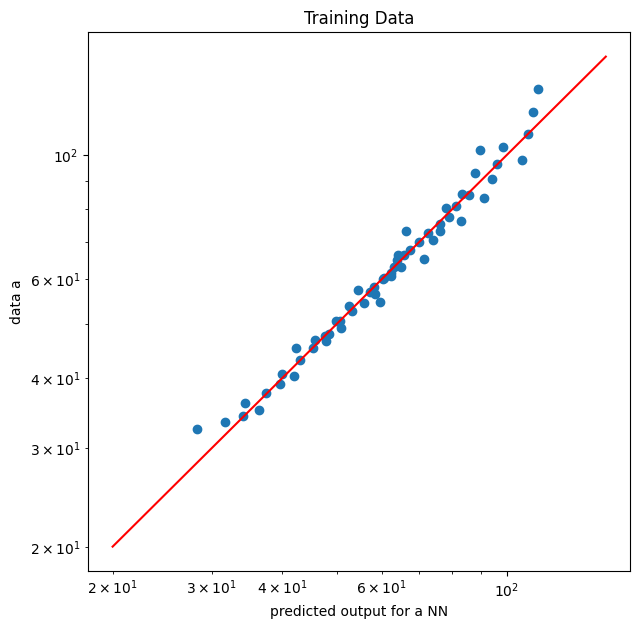 Training Data
data a
10²
6 × 10¹
4 × 10¹
3 × 10¹
2 × 10¹
2 × 10¹ 3 × 10¹ 4 × 10¹ 6 × 10¹ 10²
predicted output for a NN